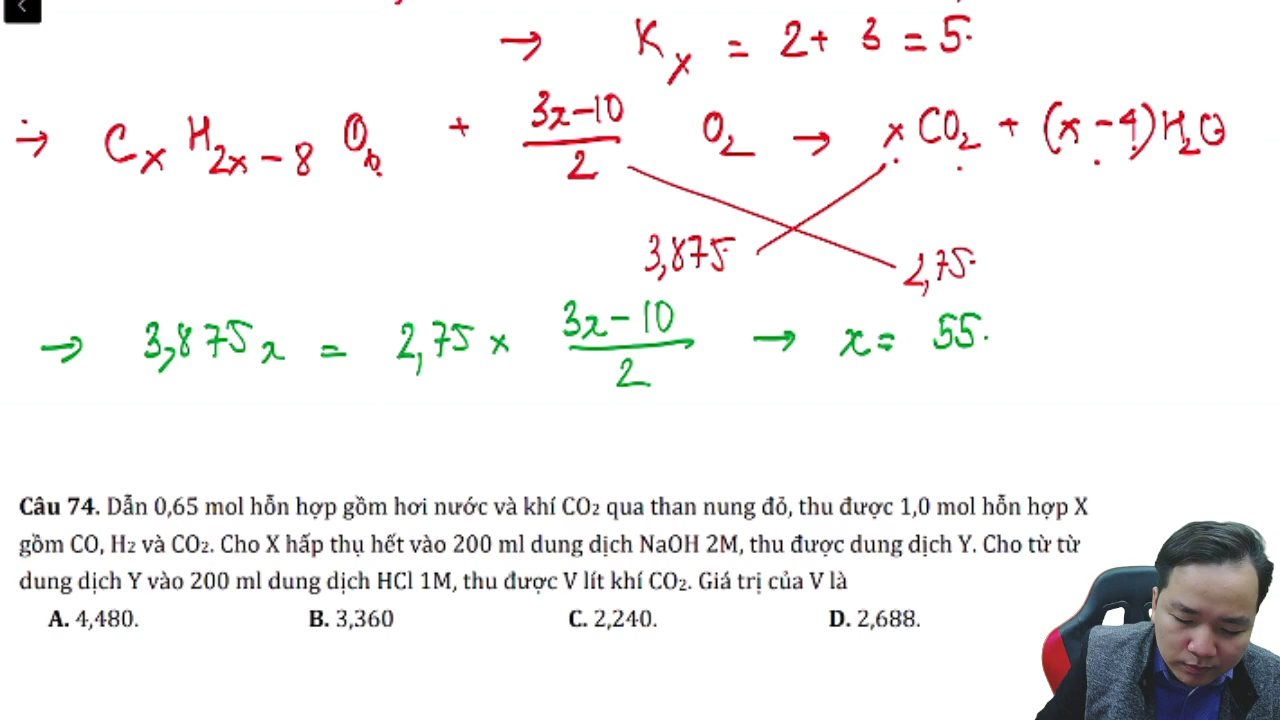 → Kₓ = 2 + 3 = 5.
→ CₓH₂ₓ₋₈O_b + (3x-10)/2 O₂ → xCO₂ + (x-4)H₂O
3,875 2,75.
→ 3,875x = 2,75 × (3x-10)/2 → x = 55.
Câu 74. Dẫn 0,65 mol hỗn hợp gồm hơi nước và khí CO₂ qua than nung đỏ, thu được 1,0 mol hỗn hợp X
gồm CO, H₂ và CO₂. Cho X hấp thụ hết vào 200 ml dung dịch NaOH 2M, thu được dung dịch Y. Cho từ từ
dung dịch Y vào 200 ml dung dịch HCl 1M, thu được V lít khí CO₂. Giá trị của V là
A. 4,480. B. 3,360 C. 2,240. D. 2,688.